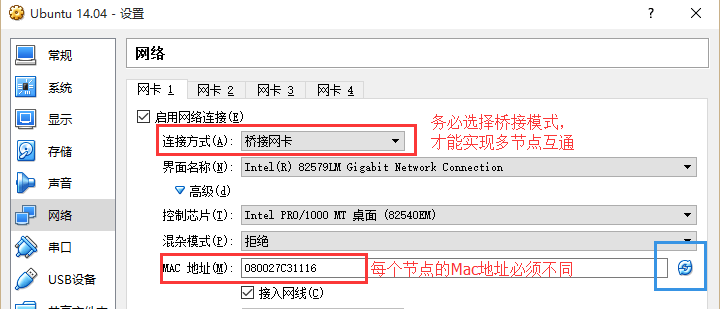 Ubuntu 14.04 - 设置
? ×
常规
系统
显示
存储
声音
网络
串口
USB设备
网络
网卡 1 网卡 2 网卡 3 网卡 4
启用网络连接(E)
连接方式(A): 桥接网卡
务必选择桥接模式，
才能实现多节点互通
界面名称(N): Intel(R) 82579LM Gigabit Network Connection
高级(d)
控制芯片(T): Intel PRO/1000 MT 桌面 (82540EM)
混杂模式(P): 拒绝
MAC 地址(M): 080027C31116 每个节点的Mac地址必须不同
接入网线(C)